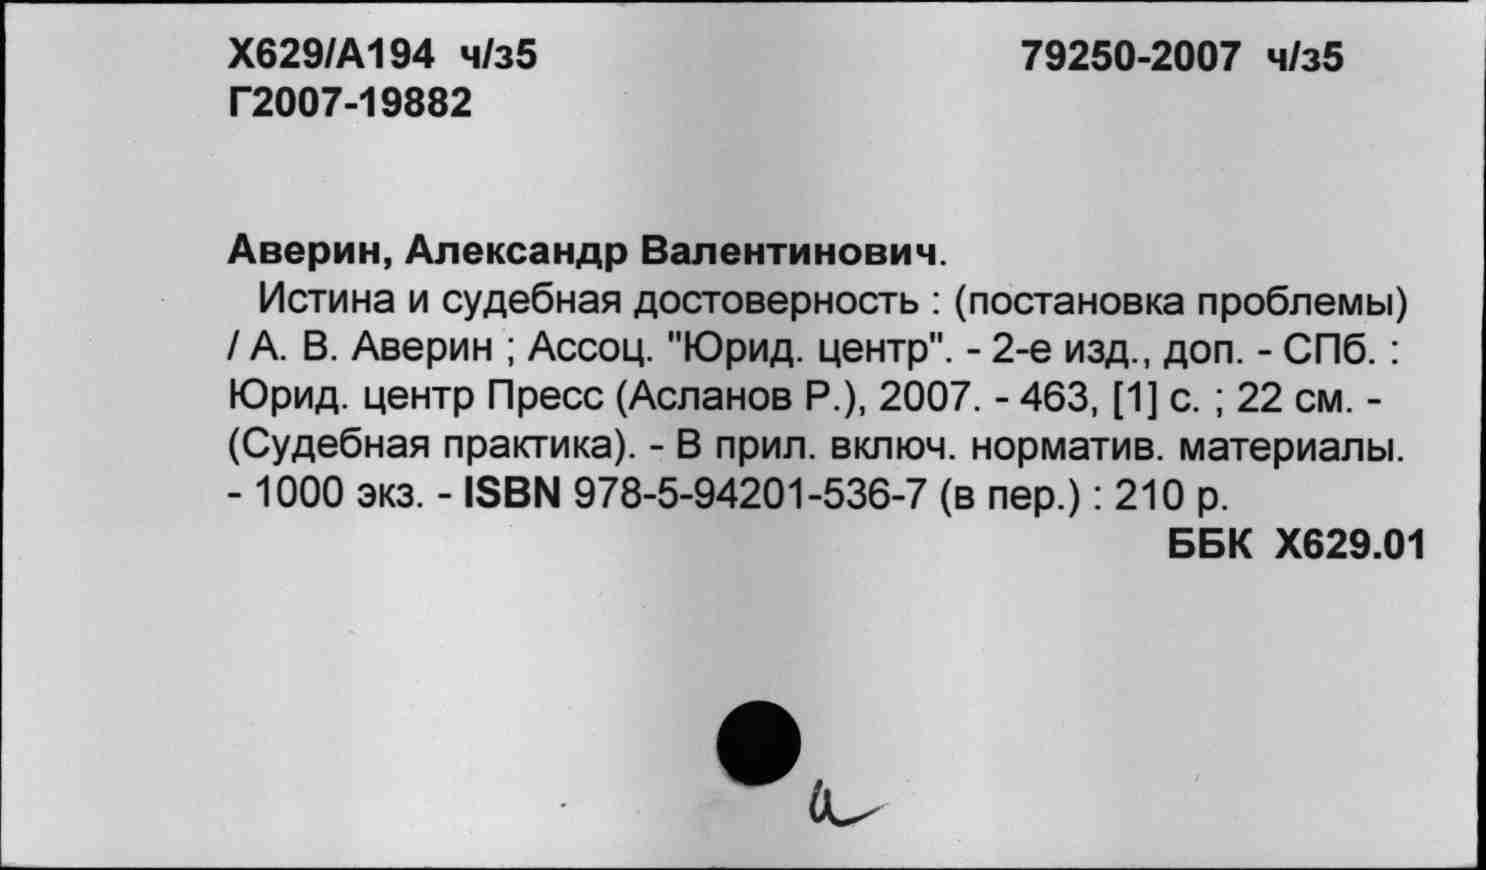 Х629/А194 ч/з5 79250-2007 ч/з5
Г2007-19882
Аверин, Александр Валентинович.
Истина и судебная достоверность : (постановка проблемы)
/ А. В. Аверин ; Ассоц. "Юрид. центр". - 2-е изд., доп. - СПб. :
Юрид. центр Пресс (Асланов Р.), 2007. - 463, [1] с. ; 22 см. -
(Судебная практика). - В прил. включ. норматив. материалы.
- 1000 экз. - ISBN 978-5-94201-536-7 (в пер.) : 210 р.
ББК Х629.01